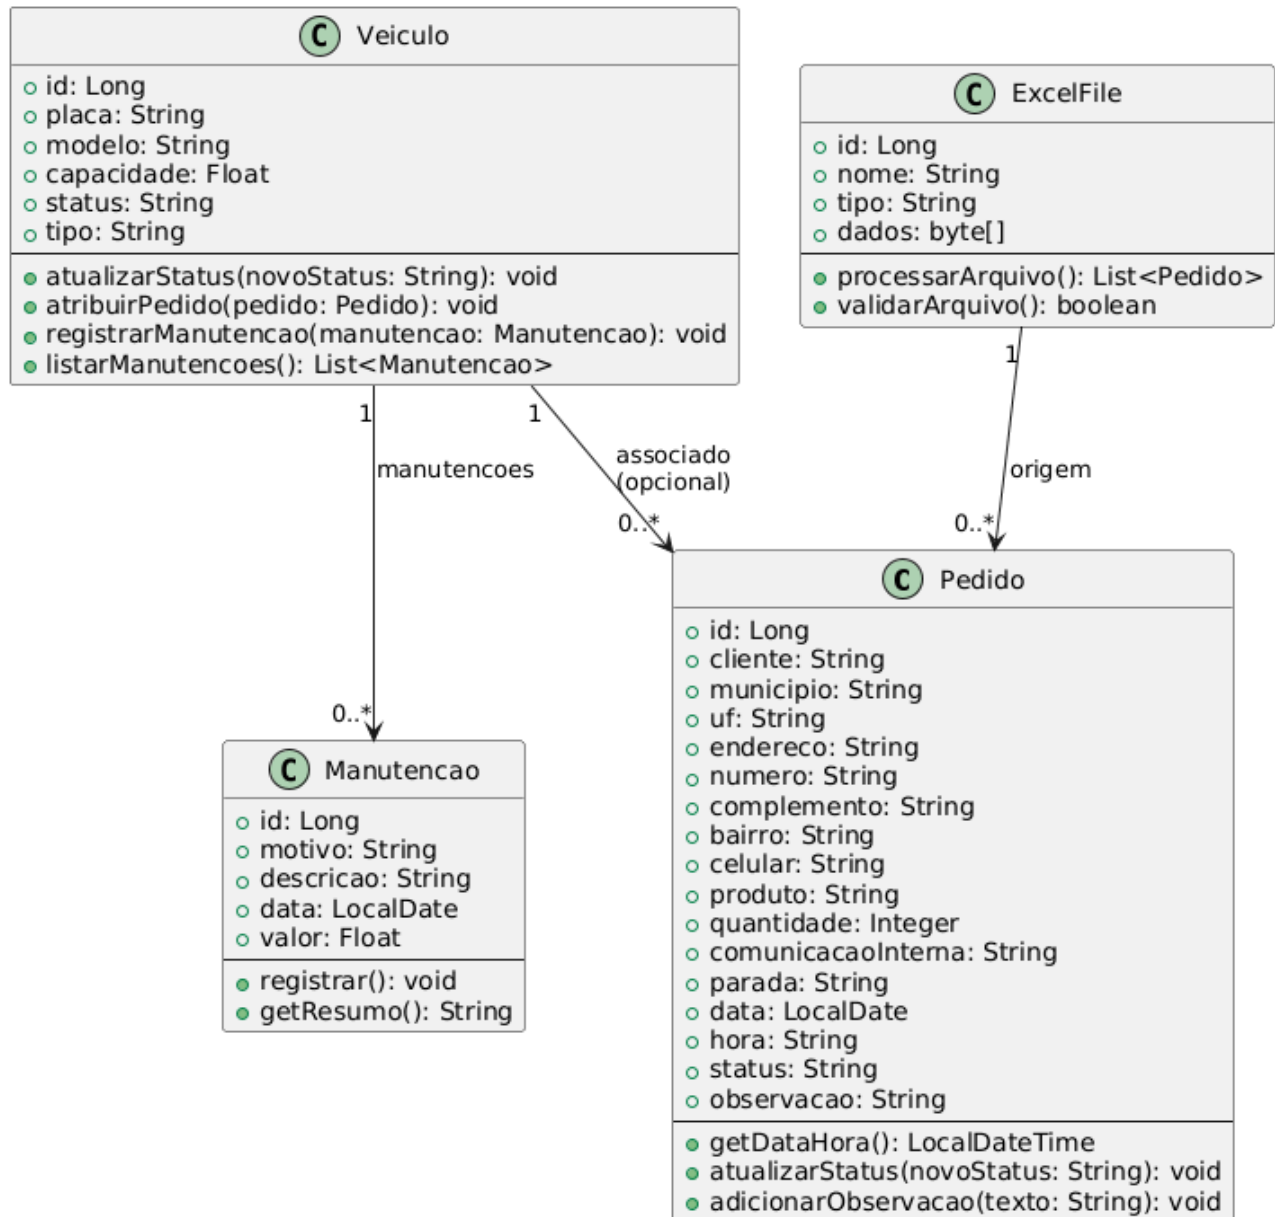 C Veiculo
id: Long
placa: String
modelo: String
capacidade: Float
status: String
tipo: String
atualizarStatus(novoStatus: String): void
atribuirPedido(pedido: Pedido): void
registrarManutencao(manutencao: Manutencao): void
listarManutencoes(): List<Manutencao>
C ExcelFile
id: Long
nome: String
tipo: String
dados: byte[]
processarArquivo(): List<Pedido>
validarArquivo(): boolean
1
manutencoes
0..*
1
associado
(opcional)
0..*
1
origem
0..*
C Manutencao
id: Long
motivo: String
descricao: String
data: LocalDate
valor: Float
registrar(): void
getResumo(): String
C Pedido
id: Long
cliente: String
municipio: String
uf: String
endereco: String
numero: String
complemento: String
bairro: String
celular: String
produto: String
quantidade: Integer
comunicacaoInterna: String
parada: String
data: LocalDate
hora: String
status: String
observacao: String
getDataHora(): LocalDateTime
atualizarStatus(novoStatus: String): void
adicionarObservacao(texto: String): void